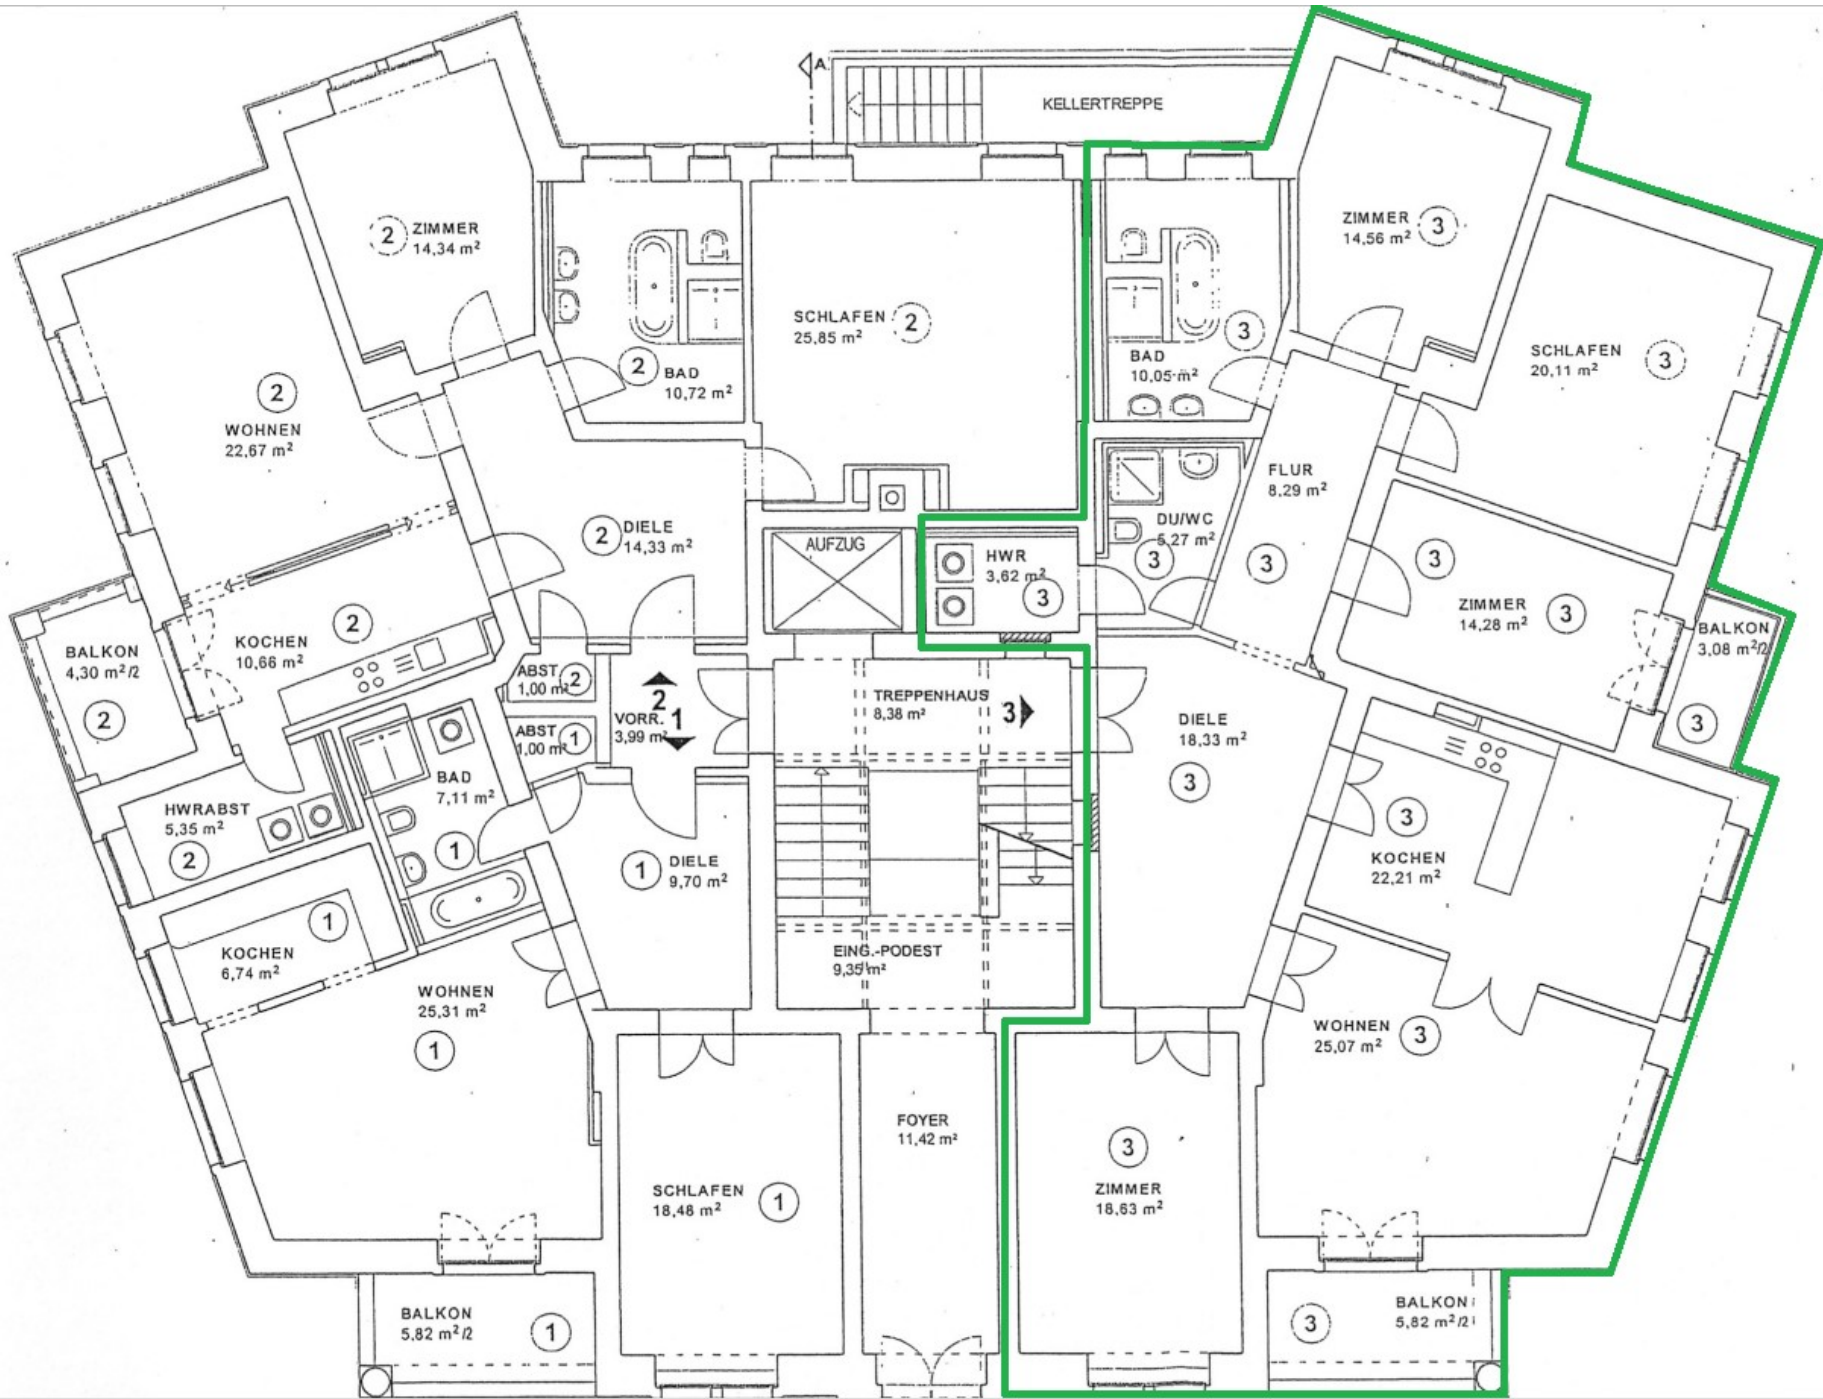 A
KELLERTREPPE
2
ZIMMER
14,34 m²
2
BAD
10,72 m²
SCHLAFEN
25,85 m²
2
3
BAD
10,05 m²
ZIMMER
14,56 m²
3
SCHLAFEN
20,11 m²
3
2
WOHNEN
22,67 m²
FLUR
8,29 m²
3
DU/WC
5,27 m²
3
2
DIELE
14,33 m²
AUFZUG
HWR
3,62 m²
3
3
ZIMMER
14,28 m²
3
BALKON
3,08 m²/2
3
BALKON
4,30 m²/2
2
KOCHEN
10,66 m²
2
ABST
1,00 m²
2
ABST
1,00 m²
1
2
1
VORR.
3,99 m²
TREPPENHAUS
8,38 m²
3
DIELE
18,33 m²
3
BAD
7,11 m²
1
HWRABST
5,35 m²
2
1
DIELE
9,70 m²
3
KOCHEN
22,21 m²
KOCHEN
6,74 m²
1
EING.-PODEST
9,35 m²
WOHNEN
25,31 m²
1
WOHNEN
25,07 m²
3
FOYER
11,42 m²
SCHLAFEN
18,48 m²
1
3
ZIMMER
18,63 m²
BALKON
5,82 m²/2
1
3
BALKON
5,82 m²/2